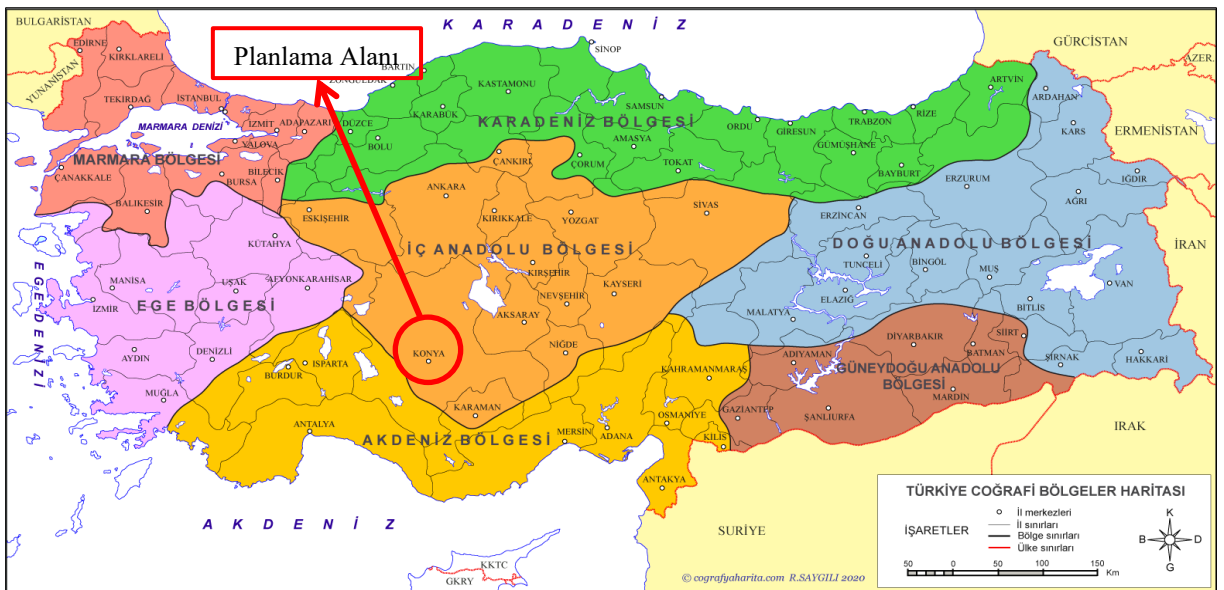 BULGARİSTAN
K A R A D E N İ Z
GÜRCİSTAN
AZER.
ERMENİSTAN
İRAN
IRAK
SURİYE
YUNANİSTAN
Planlama Alanı
EDIRNE
KIRKLARELİ
TEKİRDAĞ
İSTANBUL
MARMARA DENİZİ
İZMİT
ADAPAZARI
YALOVA
MARMARA BÖLGESİ
ÇANAKKALE
BURSA
BİLECİK
BALIKESİR
ZONGULDAK
BARTIN
KASTAMONU
SİNOP
KARABÜK
DÜZCE
BOLU
SAMSUN
KARADENİZ BÖLGESİ
AMASYA
ORDU
GİRESUN
TRABZON
RİZE
ARTVİN
GÜMÜŞHANE
BAYBURT
ÇORUM
TOKAT
ÇANKIRI
ANKARA
ESKİŞEHİR
KIRIKKALE
YOZGAT
SİVAS
İÇ ANADOLU BÖLGESİ
KIRŞEHİR
NEVŞEHİR
KAYSERİ
AKSARAY
NİĞDE
KONYA
KARAMAN
ARDAHAN
KARS
ERZURUM
IĞDIR
AĞRI
ERZİNCAN
DOĞU ANADOLU BÖLGESİ
TUNCELİ
BİNGÖL
MUŞ
VAN
ELAZIĞ
BİTLİS
MALATYA
HAKKARİ
ŞIRNAK
SİİRT
DİYARBAKIR
BATMAN
ADIYAMAN
GÜNEYDOĞU ANADOLU
BÖLGESİ
MARDİN
ŞANLIURFA
GAZİANTEP
KÜTAHYA
MANİSA
UŞAK
AFYONKARAHİSAR
EGE BÖLGESİ
İZMİR
AYDIN
DENİZLİ
MUĞLA
E G E D E N İ Z İ
ISPARTA
BURDUR
ANTALYA
AKDENİZ BÖLGESİ
MERSİN
ADANA
OSMANİYE
KAHRAMANMARAŞ
KİLİS
ANTAKYA
A K D E N İ Z
KKTC
GKRY
© cografyaharita.com R.SAYGILI 2020
TÜRKİYE COĞRAFİ BÖLGELER HARİTASI
İŞARETLER
İl merkezleri
İl sınırları
Bölge sınırları
Ülke sınırları
K
B
D
G
50 0 50 100 150
Km